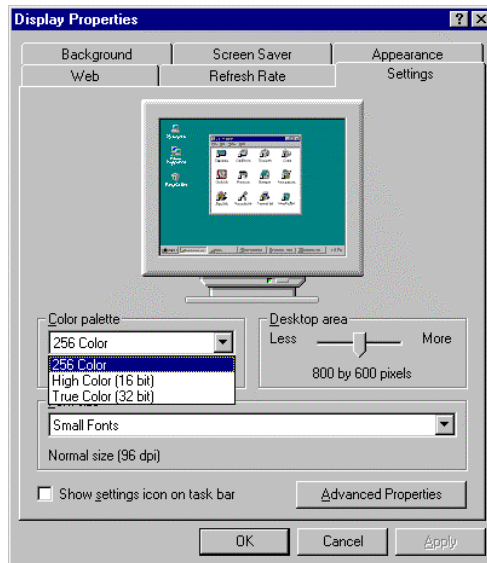 Display Properties
Background Screen Saver Appearance
Web Refresh Rate Settings
Color palette
256 Color
256 Color
High Color (16 bit)
True Color (32 bit)
Desktop area
Less More
800 by 600 pixels
Small Fonts
Normal size (96 dpi)
Show settings icon on task bar
Advanced Properties
OK Cancel Apply